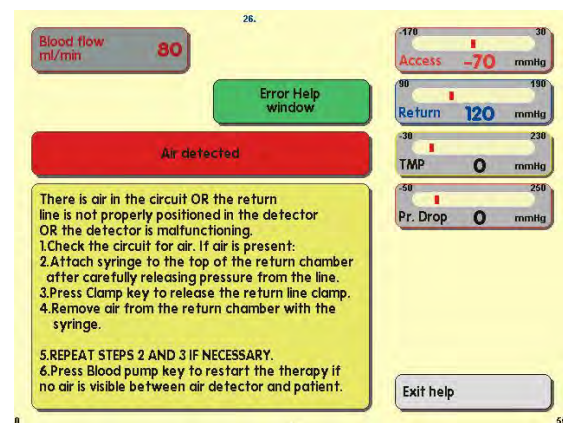 26.
Blood flow
ml/min 80
-170 30
Access -70 mmHg
Error Help
window
90 190
Return 120 mmHg
Air detected
-30 230
TMP 0 mmHg
-50 250
Pr. Drop 0 mmHg
There is air in the circuit OR the return
line is not properly positioned in the detector
OR the detector is malfunctioning.
1.Check the circuit for air. If air is present:
2.Attach syringe to the top of the return chamber
after carefully releasing pressure from the line.
3.Press Clamp key to release the return line clamp.
4.Remove air from the return chamber with the
syringe.
5.REPEAT STEPS 2 AND 3 IF NECESSARY.
6.Press Blood pump key to restart the therapy if
no air is visible between air detector and patient.
Exit help